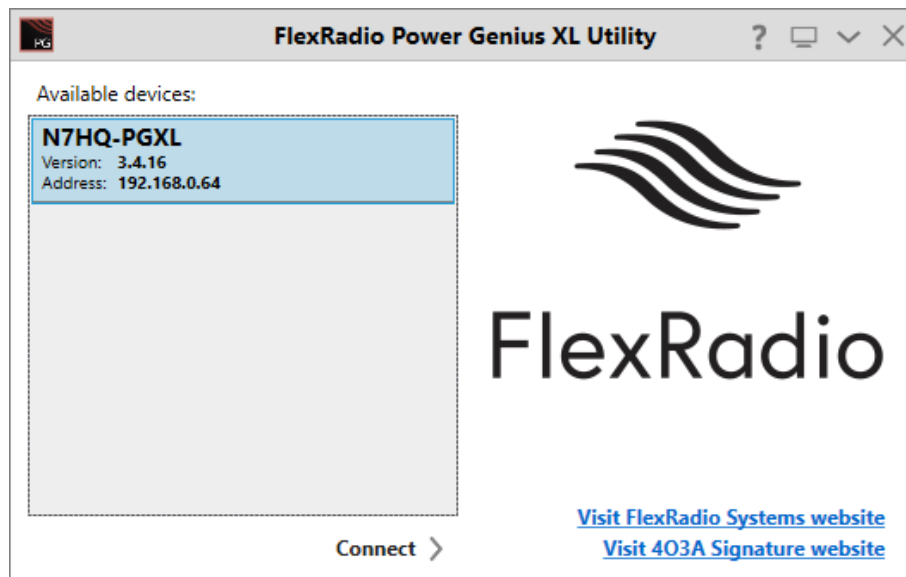 PG
FlexRadio Power Genius XL Utility
?
Available devices:
N7HQ-PGXL
Version: 3.4.16
Address: 192.168.0.64
FlexRadio
Visit FlexRadio Systems website
Connect
Visit 4O3A Signature website